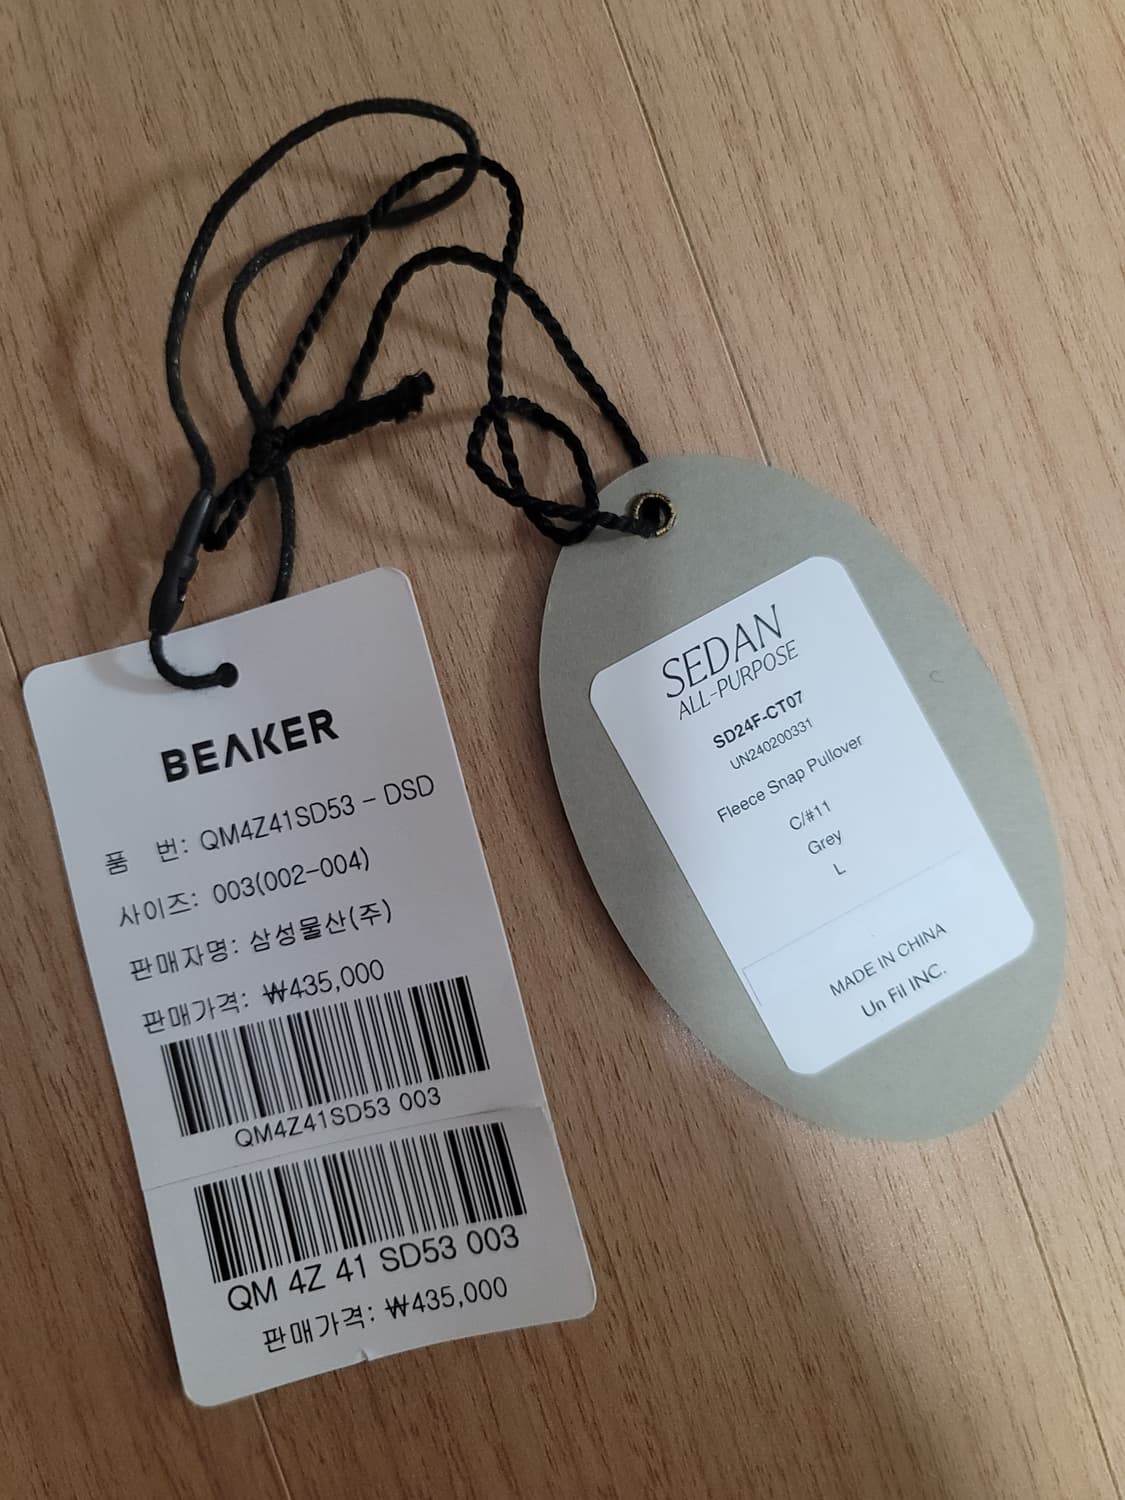 BEAKER
품 번: QM4Z41SD53 - DSD
사이즈: 003(002-004)
판매자명: 삼성물산(주)
판매가격: ₩435,000
QM4Z41SD53 003
QM 4Z 41 SD53 003
판매가격: ₩435,000
SEDAN
ALL-PURPOSE
SD24F-CT07
UN240200331
Fleece Snap Pullover
C/#11
Grey
L
MADE IN CHINA
Un Fil INC.